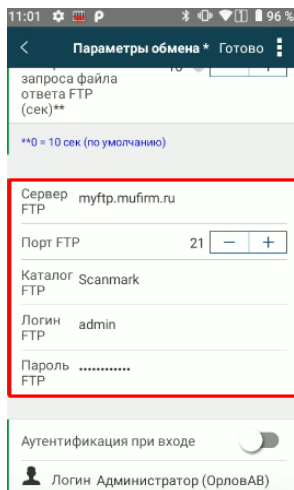 11:01 96 %
Параметры обмена * Готово
запроса файла
ответа FTP
(сек)**
**0 = 10 сек (по умолчанию)
Сервер FTP myftp.mufirm.ru
Порт FTP 21 − +
Каталог FTP Scanmark
Логин FTP admin
Пароль FTP ••••••••••••
Аутентификация при входе
Логин Администратор (ОрловАВ)